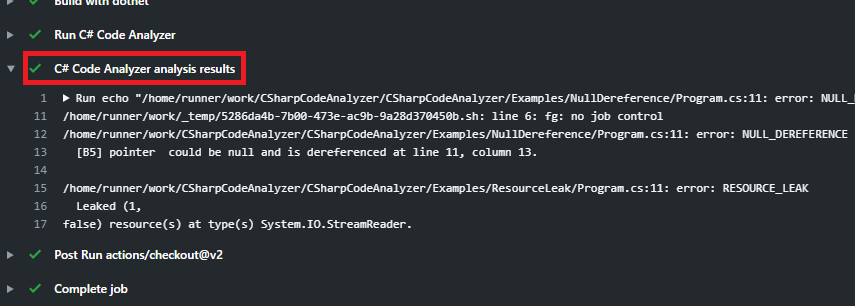 Build with dotnet
Run C# Code Analyzer
C# Code Analyzer analysis results
1 Run echo "/home/runner/work/CSharpCodeAnalyzer/CSharpCodeAnalyzer/Examples/NullDereference/Program.cs:11: error: NULL_
11 /home/runner/work/_temp/5286da4b-7b00-473e-ac9b-9a28d370450b.sh: line 6: fg: no job control
12 /home/runner/work/CSharpCodeAnalyzer/CSharpCodeAnalyzer/Examples/NullDereference/Program.cs:11: error: NULL_DEREFERENCE
13 [B5] pointer  could be null and is dereferenced at line 11, column 13.
14
15 /home/runner/work/CSharpCodeAnalyzer/CSharpCodeAnalyzer/Examples/ResourceLeak/Program.cs:11: error: RESOURCE_LEAK
16 Leaked (1,
17 false) resource(s) at type(s) System.IO.StreamReader.
Post Run actions/checkout@v2
Complete job